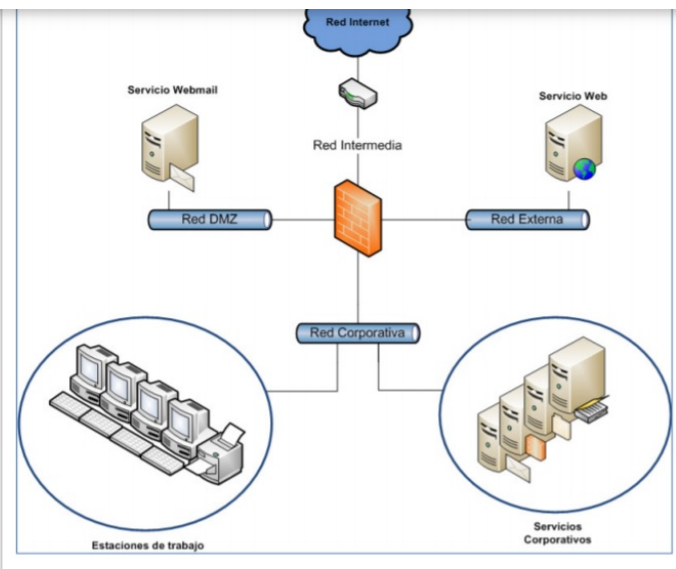 Red Internet
Servicio Webmail
Servicio Web
Red Intermedia
Red DMZ
Red Externa
Red Corporativa
Estaciones de trabajo
Servicios
Corporativos